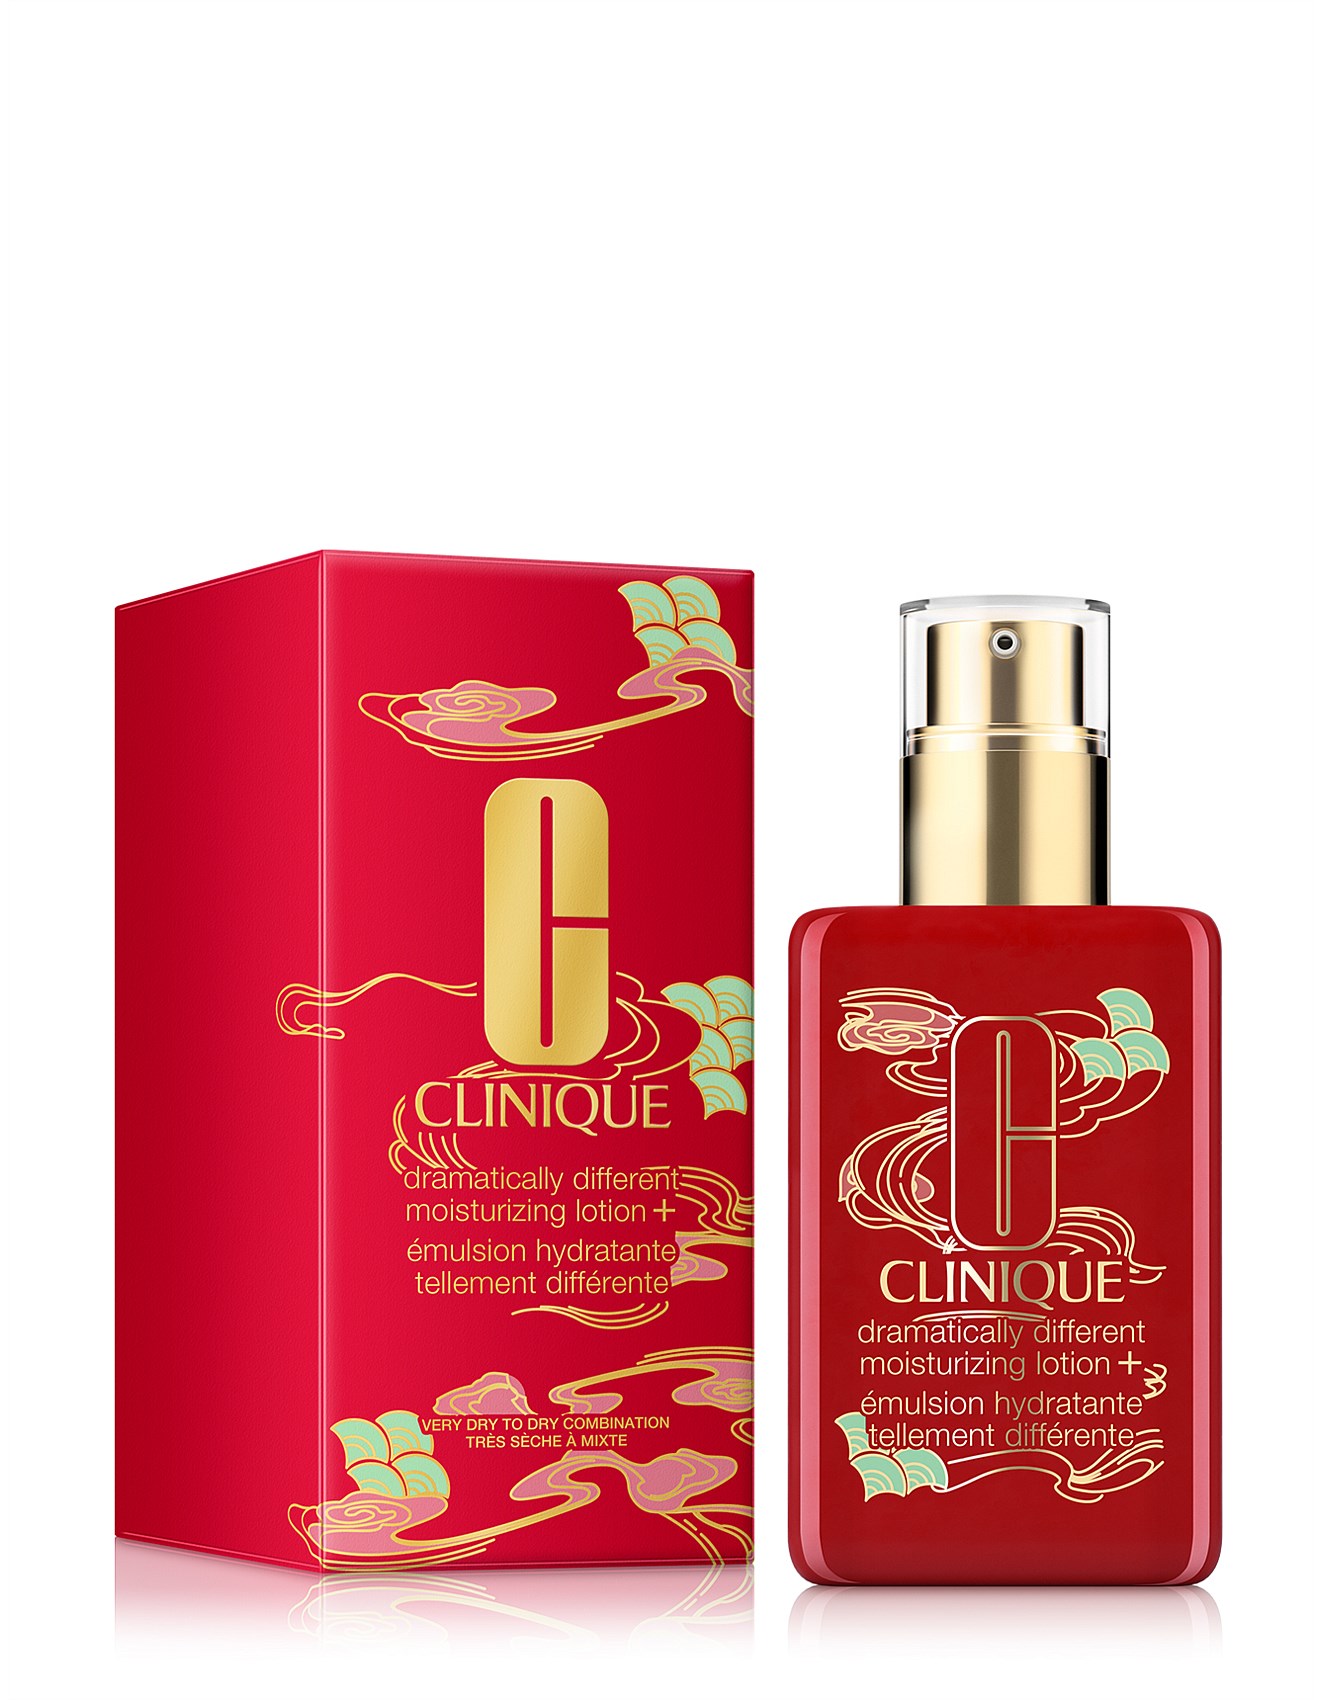 C
CLINIQUE
dramatically different
moisturizing lotion +
émulsion hydratante
tellement différente
VERY DRY TO DRY COMBINATION
TRÈS SÈCHE À MIXTE
C
CLINIQUE
dramatically different
moisturizing lotion +
émulsion hydratante
tellement différente